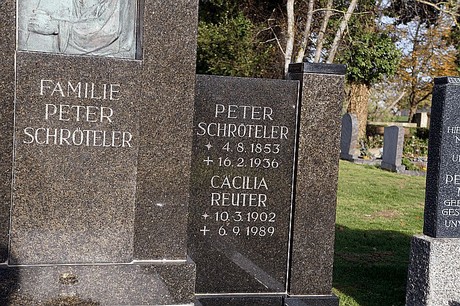 FAMILIE
PETER
SCHRÖTELER
PETER
SCHRÖTELER
* 4.8.1853
+ 16.2.1936
CÄCILIA
REUTER
* 10.3.1902
+ 6.9.1989